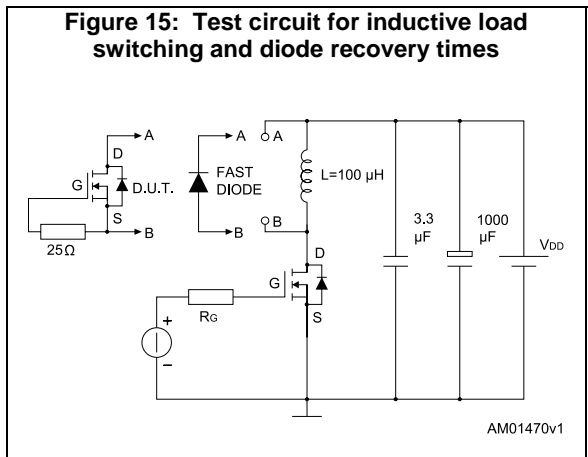 Figure 15: Test circuit for inductive load
switching and diode recovery times
A
D
G
D.U.T.
S
B
25Ω
A
FAST
DIODE
B
A
L=100 µH
B
D
G
S
RG
+
−
3.3
µF
1000
µF
VDD
AM01470v1